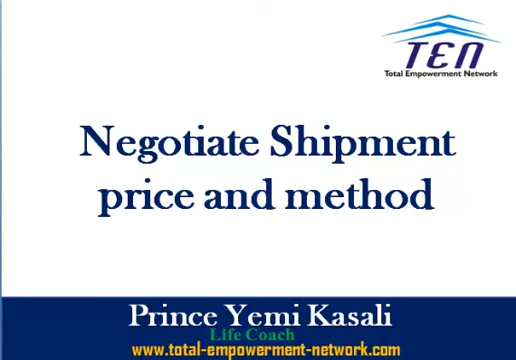 TEN
Total Empowerment Network
Negotiate Shipment
price and method
Prince Yemi Kasali
Life Coach
www.total-empowerment-network.com